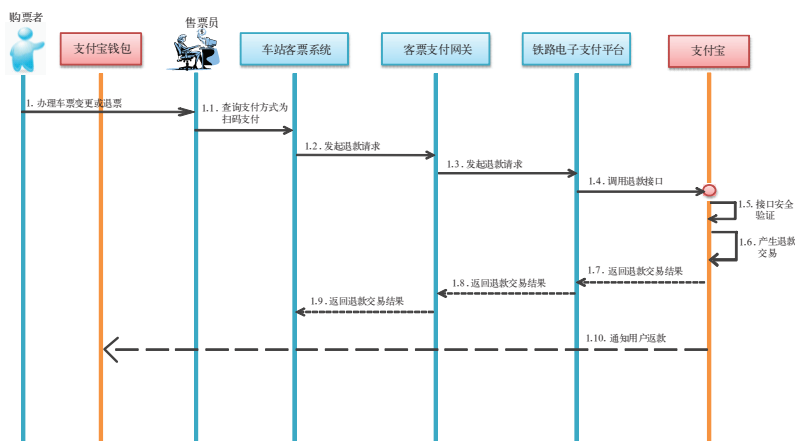 购票者
支付宝钱包
售票员
车站客票系统
客票支付网关
铁路电子支付平台
支付宝
1. 办理车票变更或退票
1.1. 查询支付方式为
扫码支付
1.2. 发起退款请求
1.3. 发起退款请求
1.4. 调用退款接口
1.5. 接口安全
验证
1.6. 产生退款
交易
1.7. 返回退款交易结果
1.8. 返回退款交易结果
1.9. 返回退款交易结果
1.10. 通知用户返款